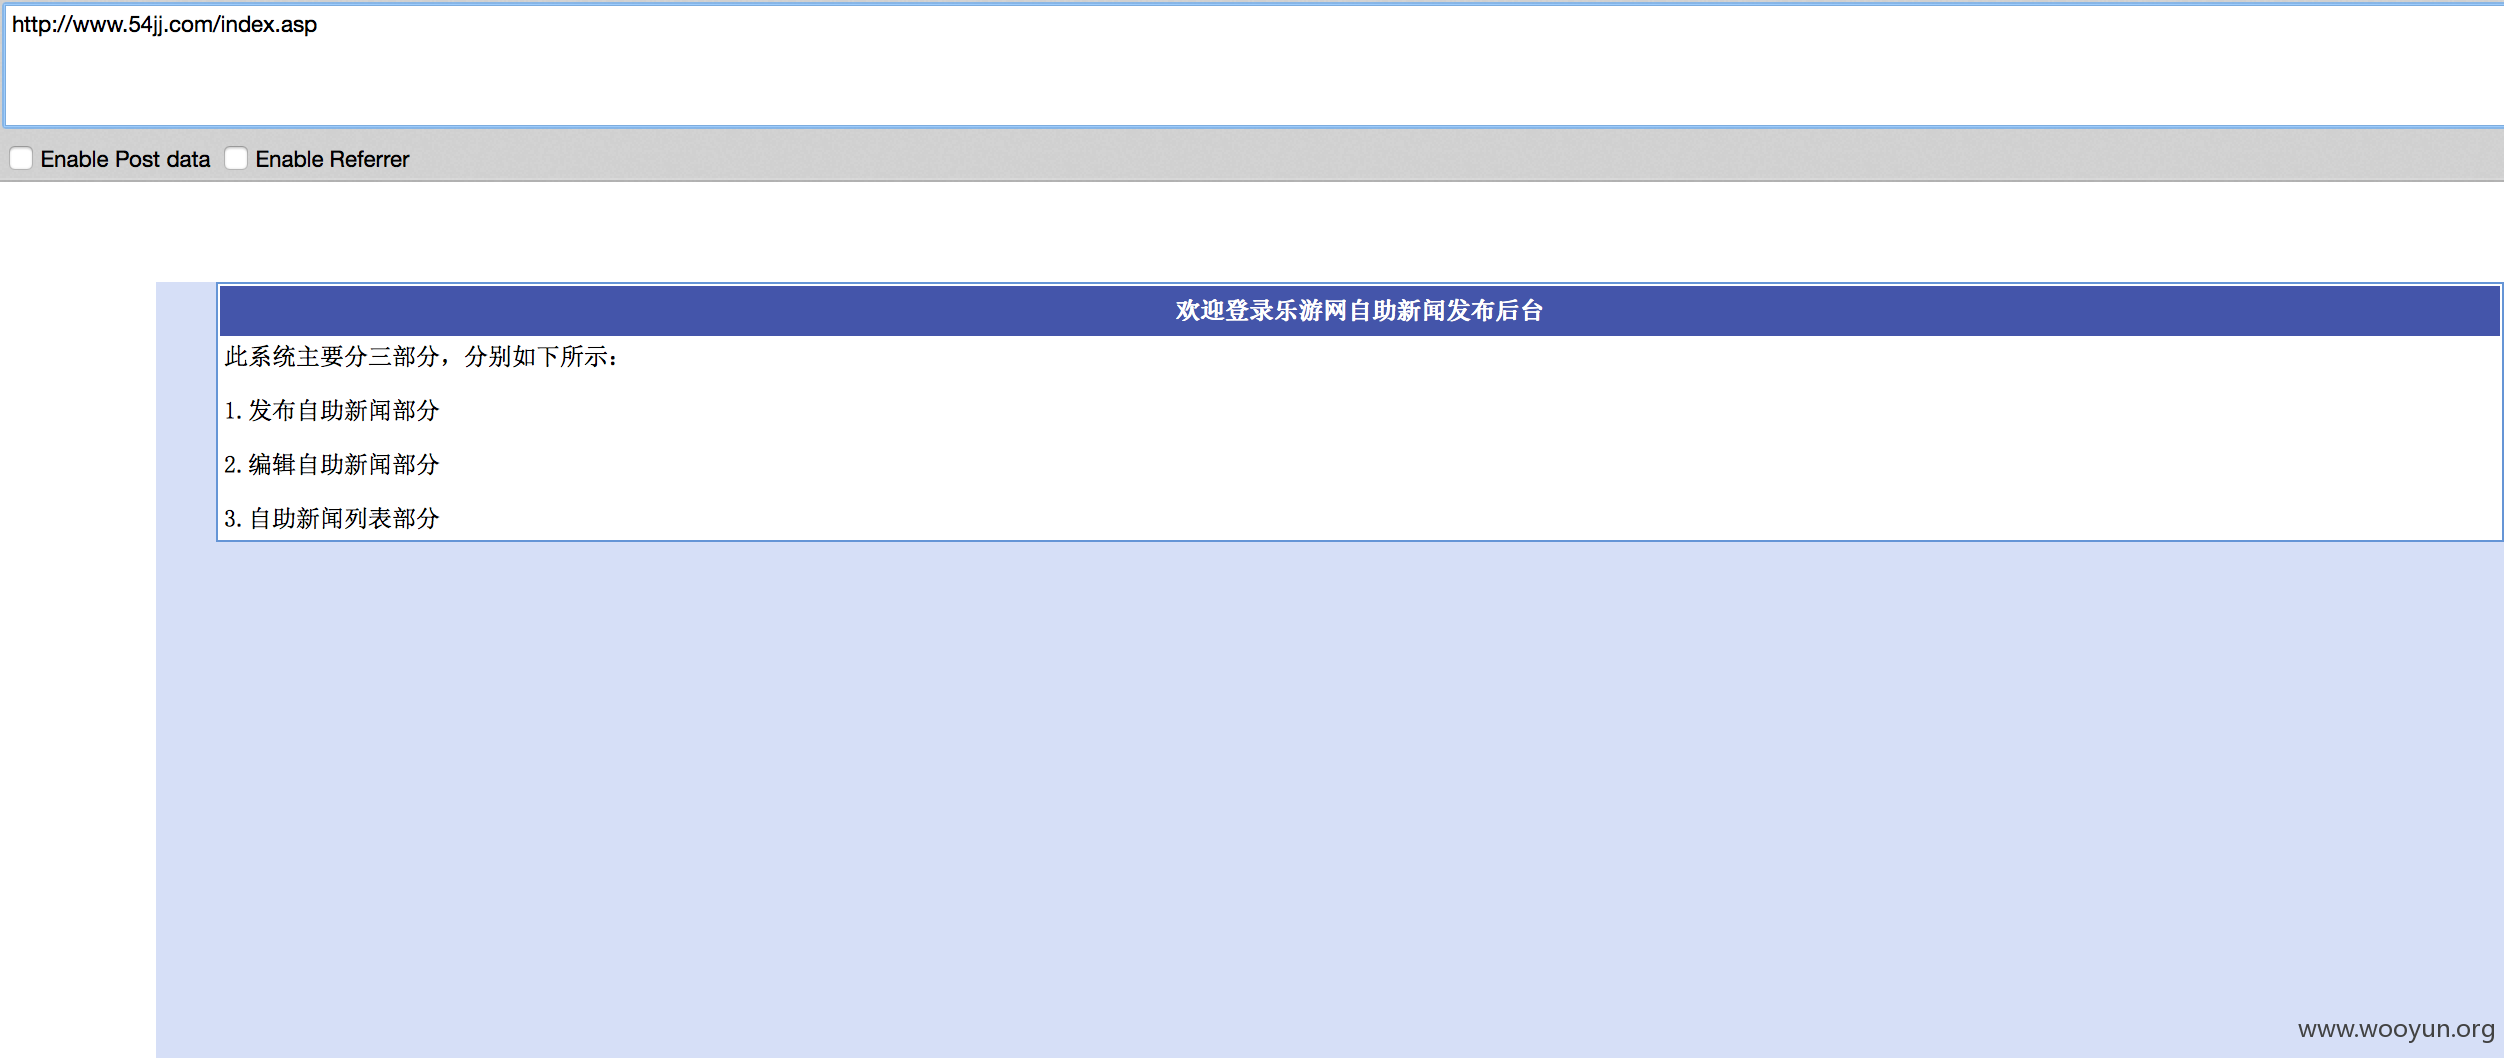 http://www.54jj.com/index.asp
Enable Post data Enable Referrer
欢迎登录乐游网自助新闻发布后台
此系统主要分三部分，分别如下所示：
1.发布自助新闻部分
2.编辑自助新闻部分
3.自助新闻列表部分
www.wooyun.org